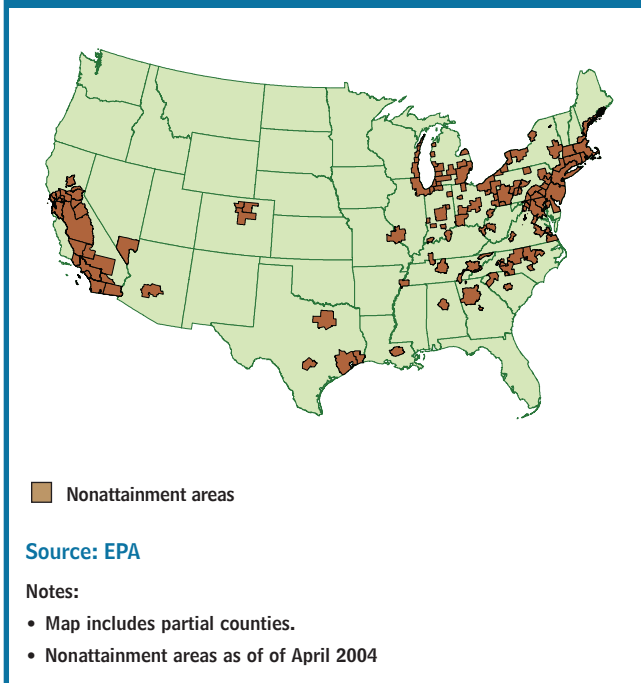 Nonattainment areas
Source: EPA
Notes:
• Map includes partial counties.
• Nonattainment areas as of of April 2004